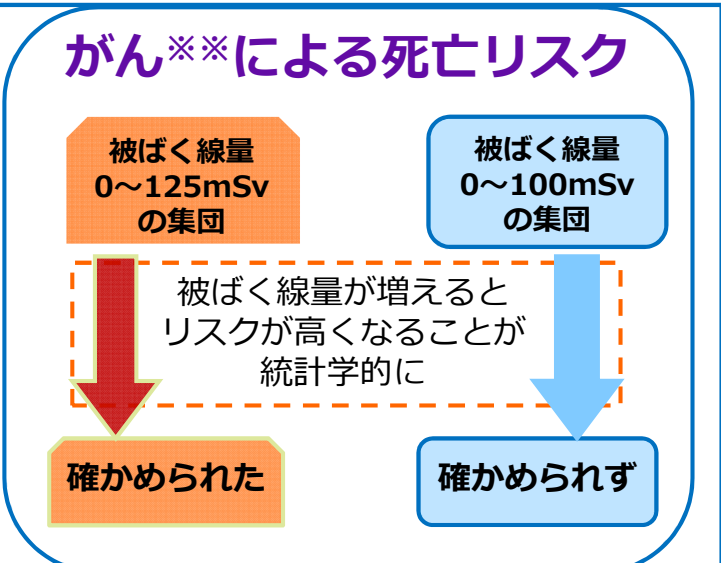 がん※※による死亡リスク
被ばく線量
0～125mSv
の集団
被ばく線量
0～100mSv
の集団
被ばく線量が増えると
リスクが高くなることが
統計学的に
確かめられた
確かめられず